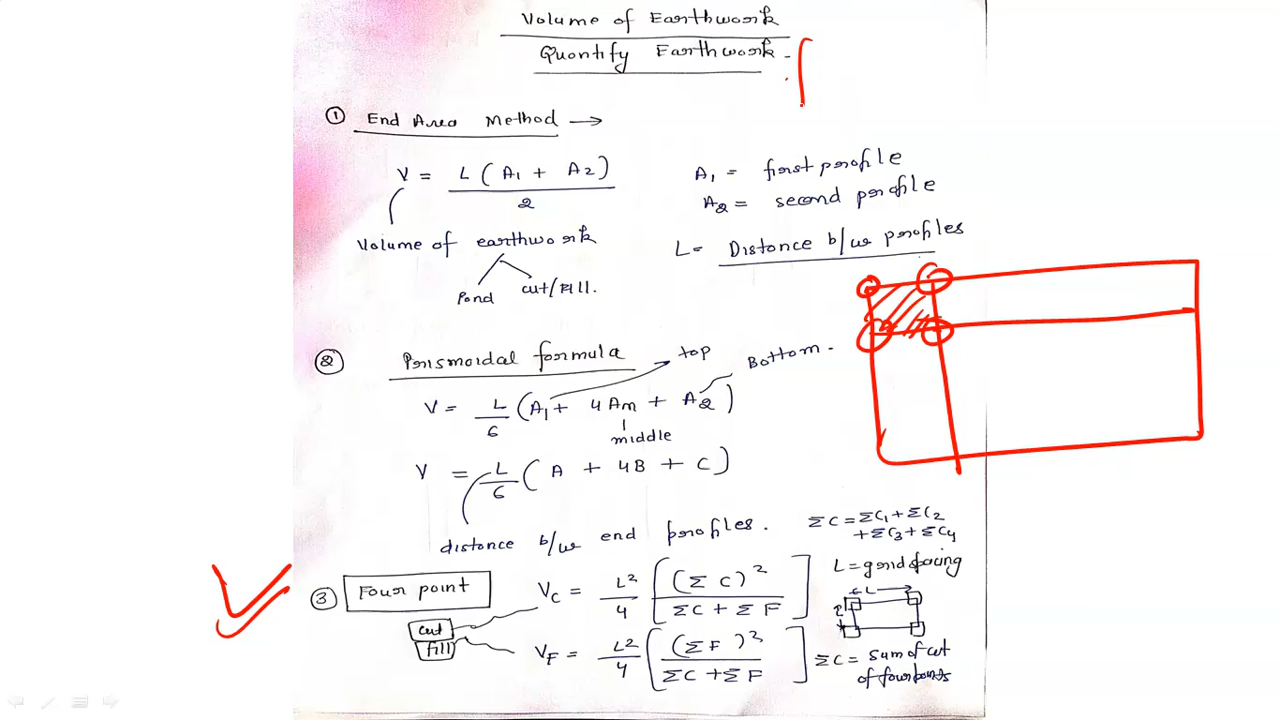 Volume of Earthwork
Quantify Earthwork -
① End Area Method →
V = L ( A1 + A2 ) / 2
A1 = first profile
A2 = second profile
Volume of earthwork
L = Distance b/w profiles
Pond cut/Fill.
② Prismoidal formula
top
Bottom.
V = L/6 ( A1 + 4Am + A2 )
middle
V = L/6 ( A + 4B + C )
distance b/w end profiles.
ΣC = ΣC1 + ΣC2
+ ΣC3 + ΣC4
L = grid spacing
③ Four point
Vc = L²/4 [ (ΣC)² / ΣC + ΣF ]
L
cut
fill
VF = L²/4 [ (ΣF)² / ΣC + ΣF ]
ΣC = sum of cut
of four points